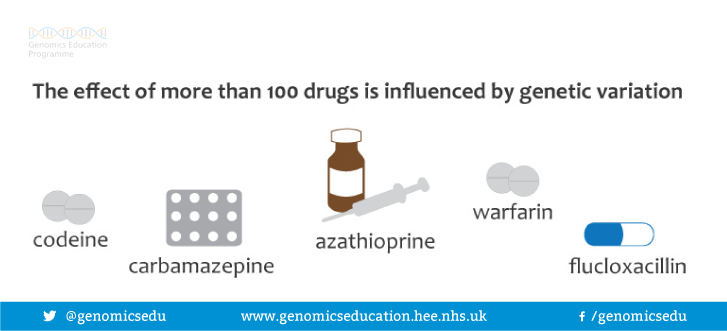 Genomics Education
Programme
The effect of more than 100 drugs is influenced by genetic variation
codeine
carbamazepine
azathioprine
warfarin
flucloxacillin
@genomicsedu
www.genomicseducation.hee.nhs.uk
/genomicsedu